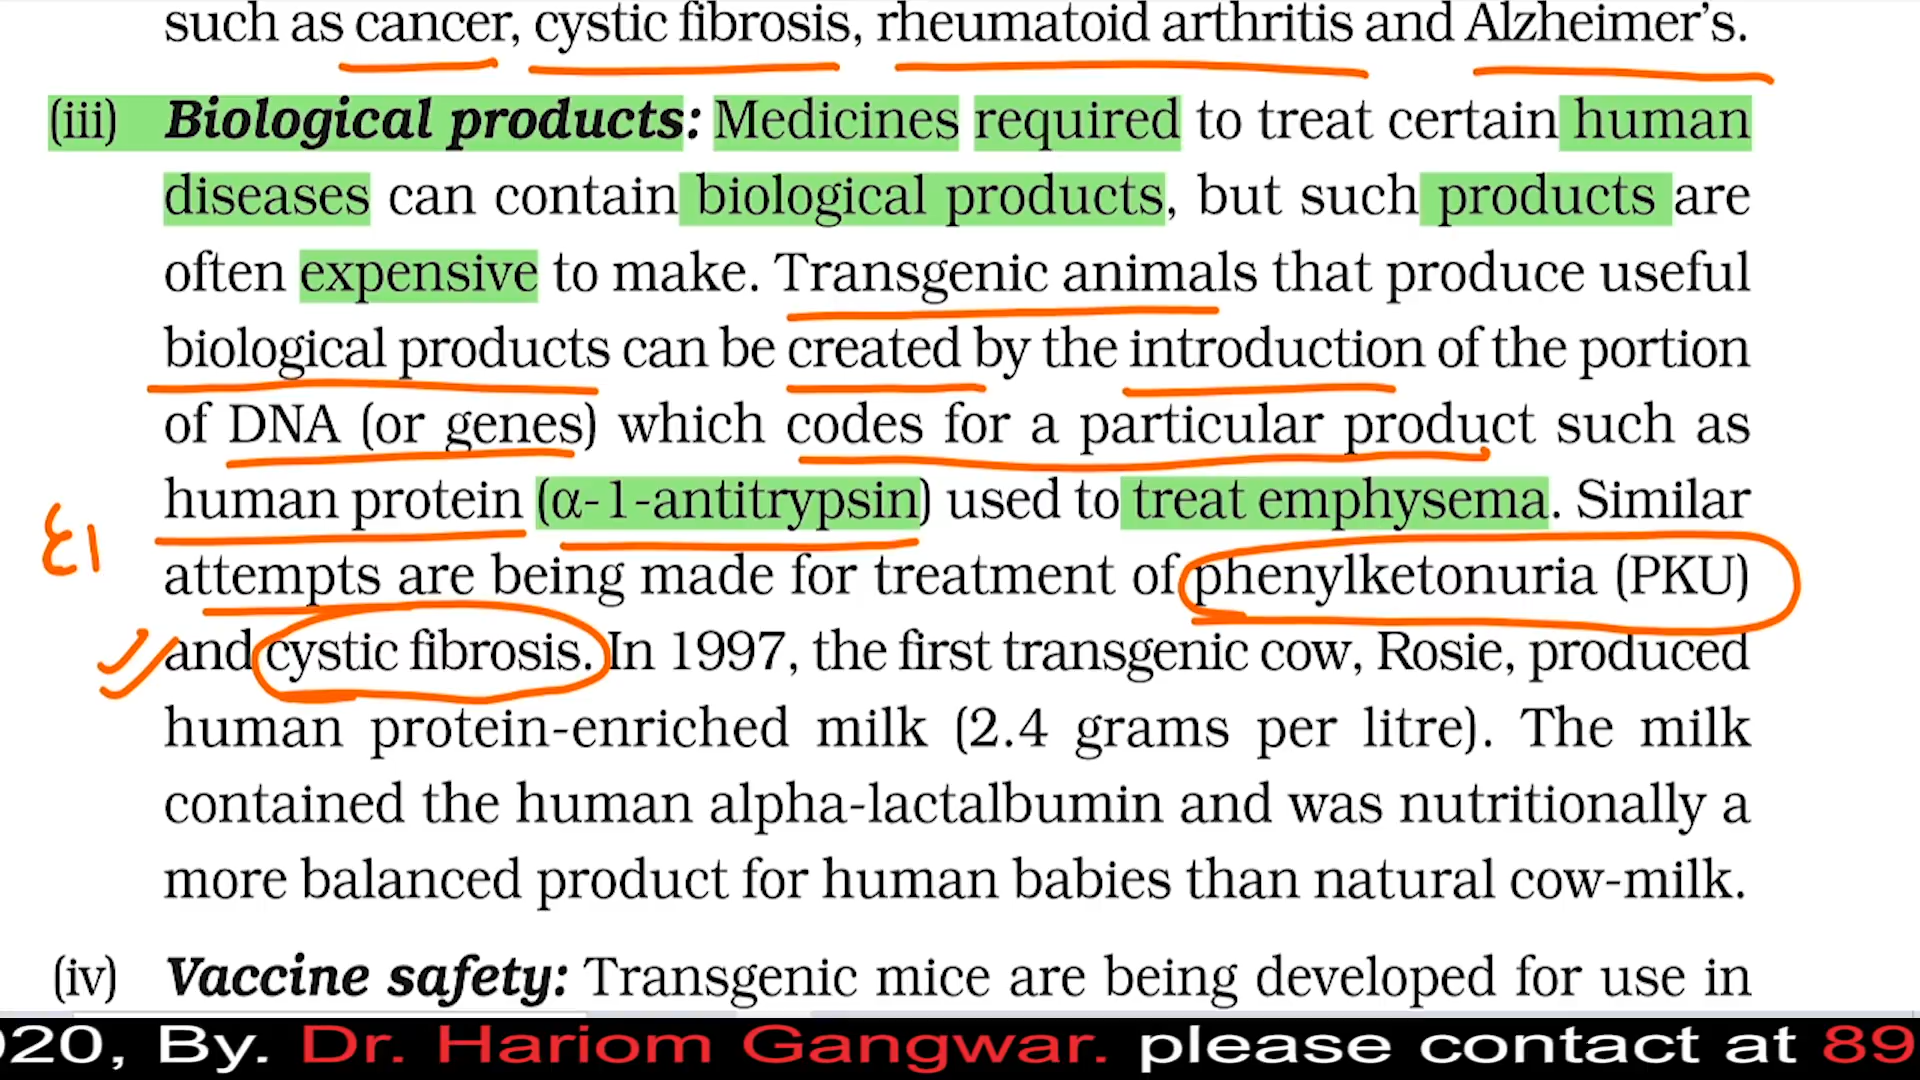 such as cancer, cystic fibrosis, rheumatoid arthritis and Alzheimer’s.
(iii) Biological products: Medicines required to treat certain human
diseases can contain biological products, but such products are
often expensive to make. Transgenic animals that produce useful
biological products can be created by the introduction of the portion
of DNA (or genes) which codes for a particular product such as
human protein (α-1-antitrypsin) used to treat emphysema. Similar
attempts are being made for treatment of phenylketonuria (PKU)
and cystic fibrosis. In 1997, the first transgenic cow, Rosie, produced
human protein-enriched milk (2.4 grams per litre). The milk
contained the human alpha-lactalbumin and was nutritionally a
more balanced product for human babies than natural cow-milk.
(iv) Vaccine safety: Transgenic mice are being developed for use in
020, By. Dr. Hariom Gangwar. please contact at 89